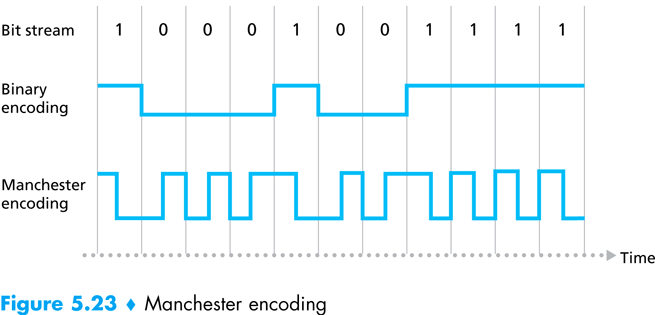 Bit stream 1 0 0 0 1 0 0 1 1 1 1
Binary
encoding
Manchester
encoding
Time
Figure 5.23 ♦ Manchester encoding